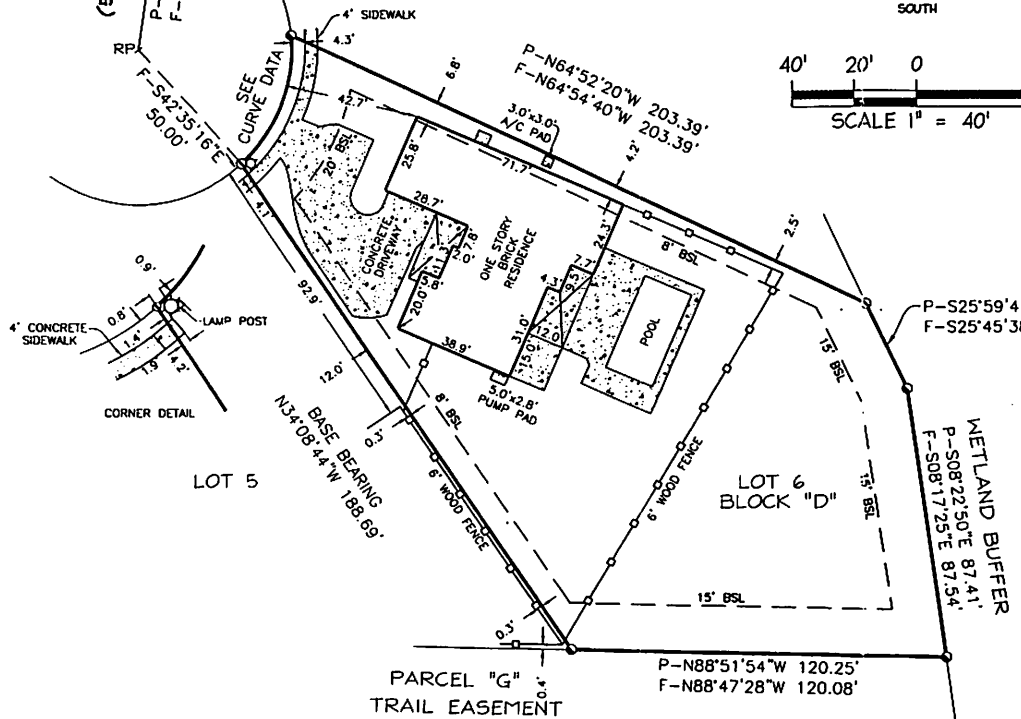 SOUTH
40' 20' 0
SCALE 1" = 40'
(5
P-
F-
RP
4' SIDEWALK
4.3'
F-S42°35'16"E
50.00'
SEE
CURVE DATA
42.7'
6.8'
P-N64°52'20"W 203.39'
F-N64°54'40"W 203.39'
3.0'x3.0'
A/C PAD
4.2'
2.5'
20' BSL
25.8'
71.7'
28.7'
24.3'
8' BSL
4.1'
CONCRETE
DRIVEWAY
ONE STORY
BRICK
RESIDENCE
7.8'
2.0'
11.3'
20.0'
7.7'
9.5'
4.3'
31.0'
12.0'
15.0'
POOL
38.9'
5.0'x2.8'
PUMP PAD
92.9'
12.0'
0.3'
8' BSL
0.9'
0.8'
LAMP POST
4' CONCRETE
SIDEWALK
1.4'
1.9'
4.2'
CORNER DETAIL
BASE BEARING
N34°08'44"W 188.69'
LOT 5
6' WOOD FENCE
6' WOOD FENCE
LOT 6
BLOCK "D"
15' BSL
15' BSL
15' BSL
P-S25°59'4
F-S25°45'38
WETLAND BUFFER
P-S08°22'50"E 87.41'
F-S08°17'25"E 87.54'
0.3'
0.4'
PARCEL "G"
TRAIL EASEMENT
P-N88°51'54"W 120.25'
F-N88°47'28"W 120.08'